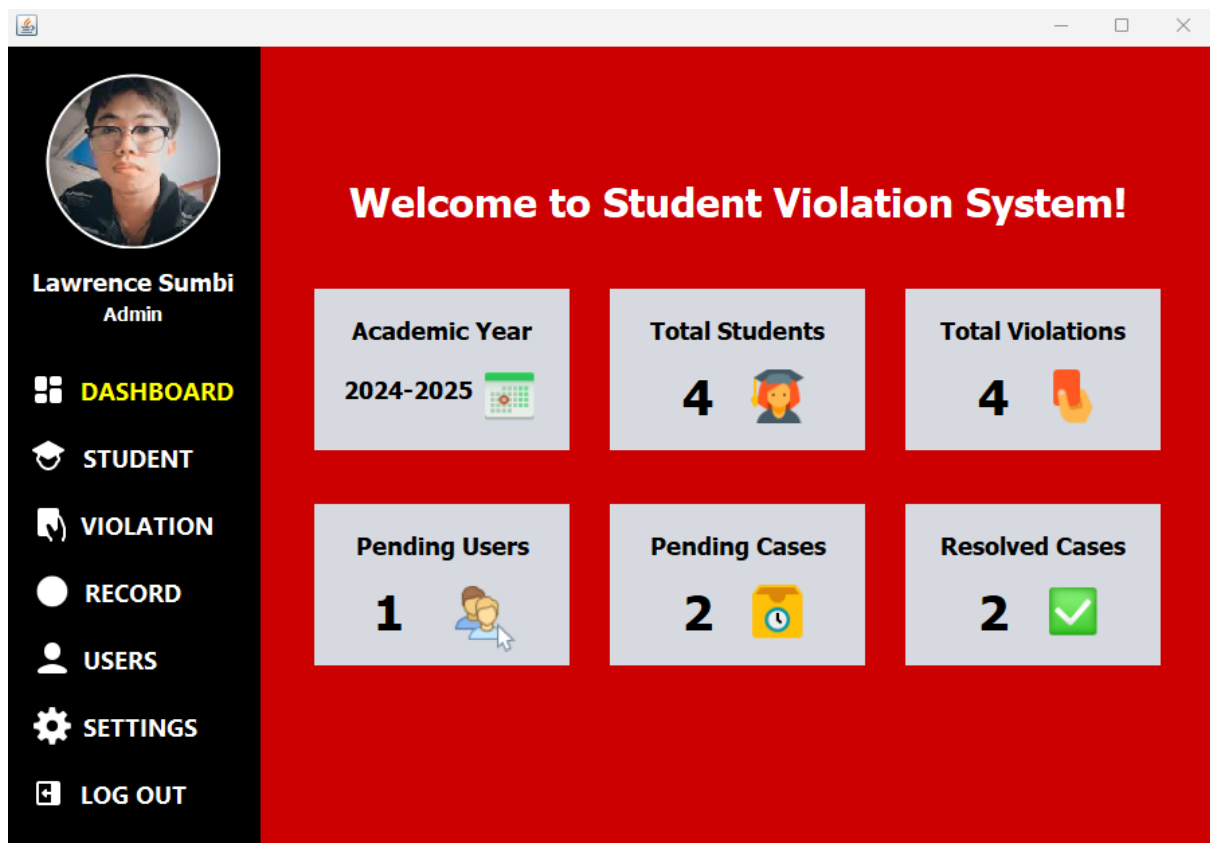 Lawrence Sumbi
Admin
DASHBOARD
STUDENT
VIOLATION
RECORD
USERS
SETTINGS
LOG OUT
Welcome to Student Violation System!
Academic Year
2024-2025
Total Students
4
Total Violations
4
Pending Users
1
Pending Cases
2
Resolved Cases
2